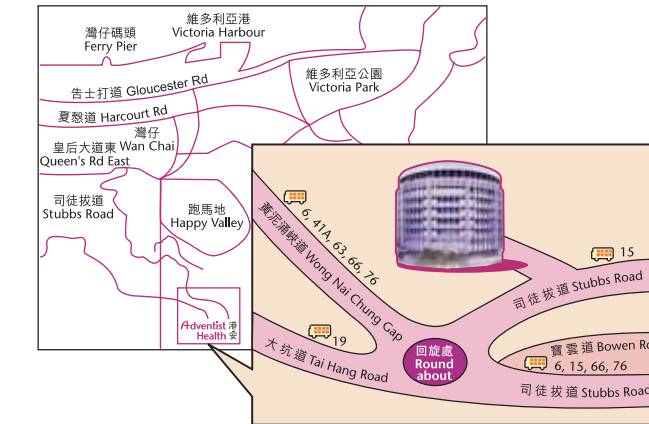 灣仔碼頭
Ferry Pier
維多利亞港
Victoria Harbour
維多利亞公園
Victoria Park
告士打道 Gloucester Rd
夏慤道 Harcourt Rd
灣仔
皇后大道東 Wan Chai
Queen's Rd East
司徒拔道
Stubbs Road
跑馬地
Happy Valley
Adventist 港
Health 安
6, 41A, 63, 66, 76
黃泥涌峽道 Wong Nai Chung Gap
15
司徒拔道 Stubbs Road
19
大坑道 Tai Hang Road
回旋處
Round
about
寶雲道 Bowen Ro
6, 15, 66, 76
司徒拔道 Stubbs Road